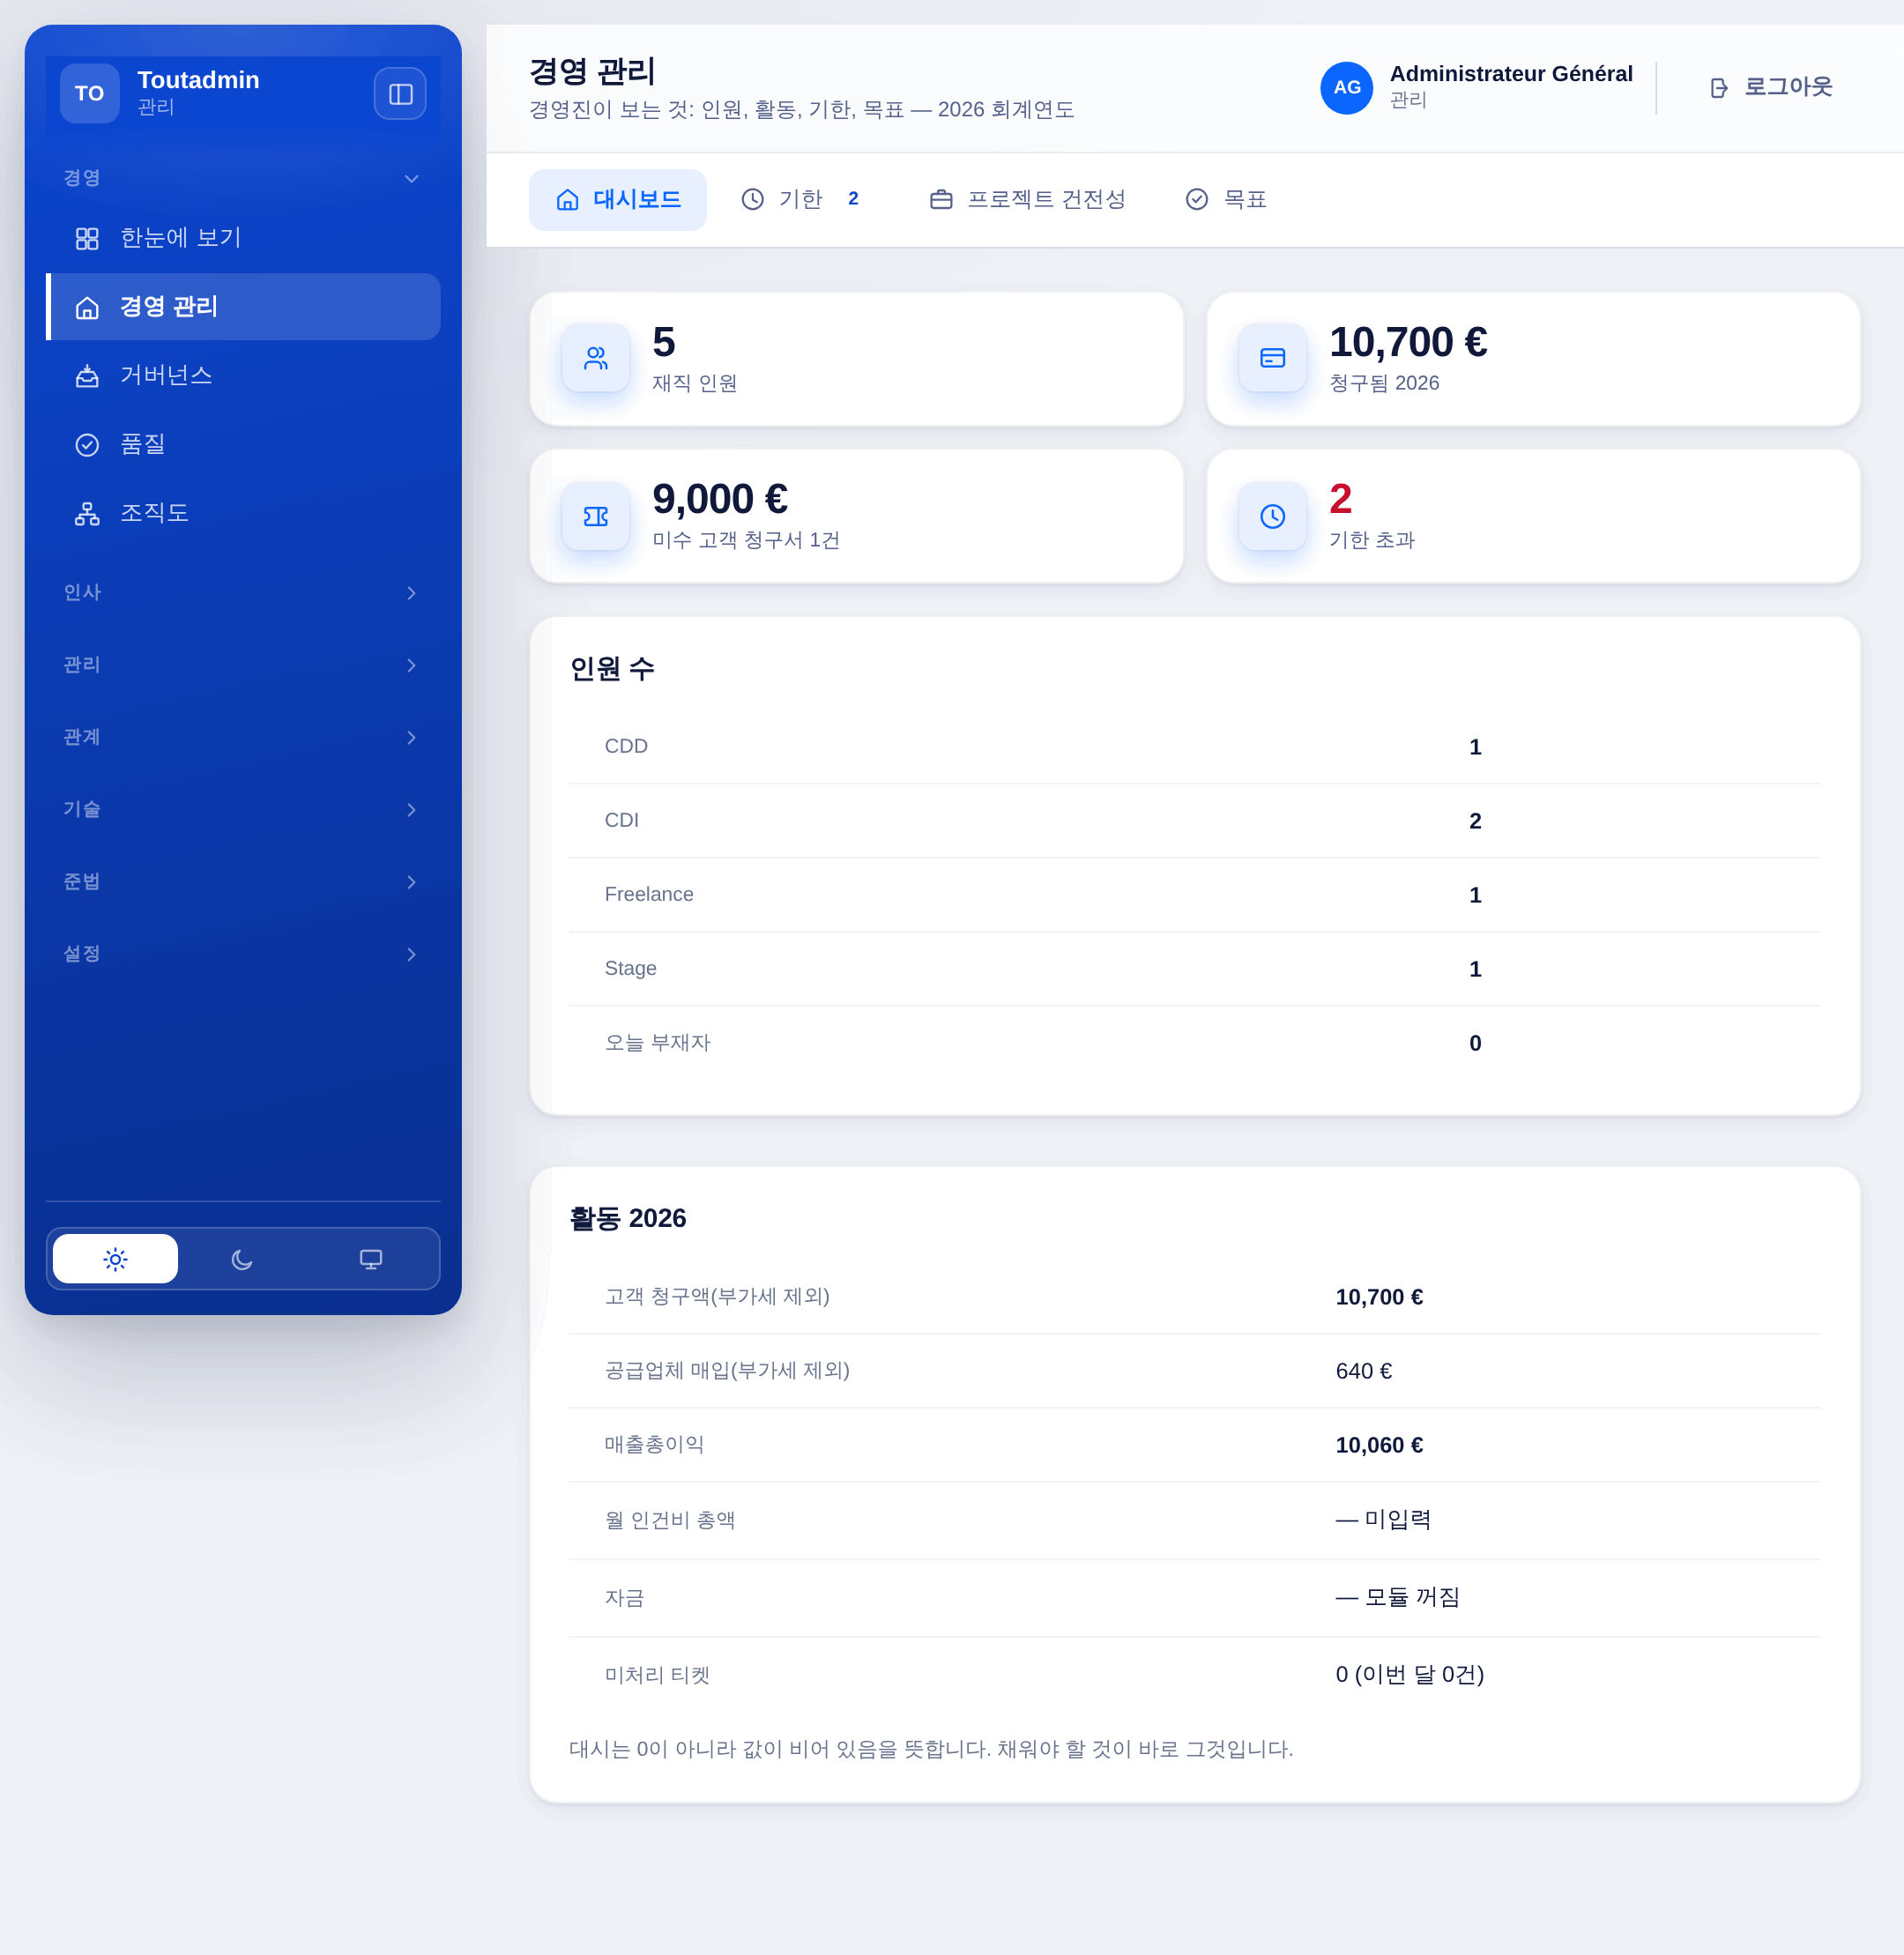 TO
Toutadmin
관리
경영
한눈에 보기
경영 관리
거버넌스
품질
조직도
인사
관리
관계
기술
준법
설정
경영 관리
경영진이 보는 것: 인원, 활동, 기한, 목표 — 2026 회계연도
AG
Administrateur Général
관리
로그아웃
대시보드
기한 2
프로젝트 건전성
목표
5
재직 인원
10,700 €
청구됨 2026
9,000 €
미수 고객 청구서 1건
2
기한 초과
인원 수
CDD 1
CDI 2
Freelance 1
Stage 1
오늘 부재자 0
활동 2026
고객 청구액(부가세 제외) 10,700 €
공급업체 매입(부가세 제외) 640 €
매출총이익 10,060 €
월 인건비 총액 — 미입력
자금 — 모듈 꺼짐
미처리 티켓 0 (이번 달 0건)
대시는 0이 아니라 값이 비어 있음을 뜻합니다. 채워야 할 것이 바로 그것입니다.